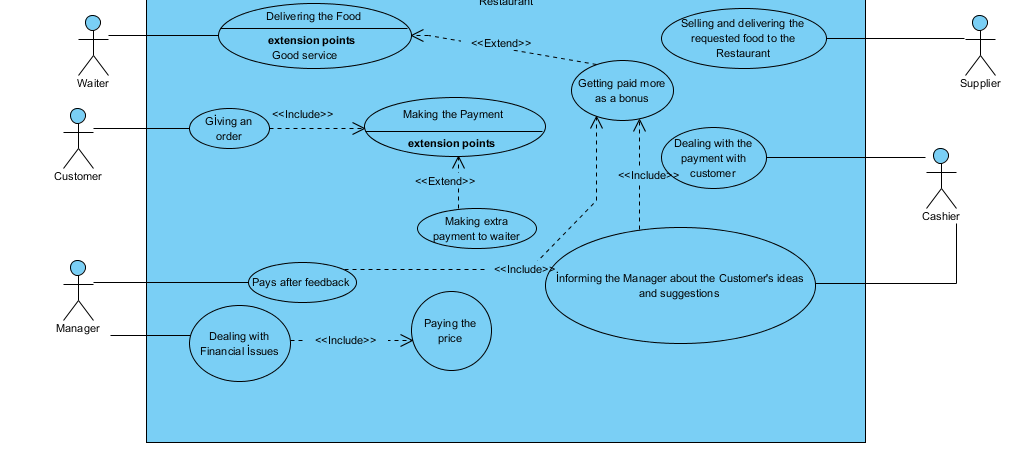 Restaurant
Delivering the Food
extension points
Good service
<<Extend>>
Selling and delivering the
requested food to the
Restaurant
Waiter
Supplier
Getting paid more
as a bonus
Gİving an
order
<<Include>>
Making the Payment
extension points
Customer
Dealing with the
payment with
customer
<<Include>>
Cashier
<<Extend>>
Making extra
payment to waiter
Pays after feedback
<<Include>>
İnforming the Manager about the Customer's ideas
and suggestions
Manager
Dealing with
Financial İssues
<<Include>>
Paying the
price